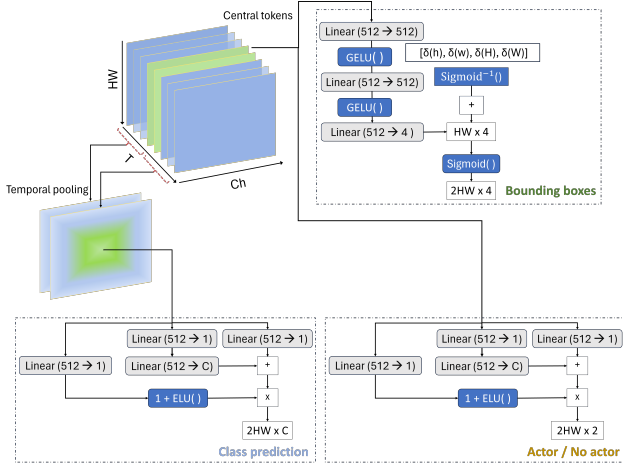 Central tokens
HW
T
Ch
Temporal pooling
Linear (512 → 512)
GELU( )
Linear (512 → 512)
GELU( )
Linear (512 → 4 )
[δ(h), δ(w), δ(H), δ(W)]
Sigmoid⁻¹()
+
HW x 4
Sigmoid( )
2HW x 4
Bounding boxes
Linear (512 → 1)
Linear (512 → 1)
Linear (512 → 1)
Linear (512 → C)
+
1 + ELU( )
x
2HW x C
Class prediction
Linear (512 → 1)
Linear (512 → 1)
Linear (512 → 1)
Linear (512 → C)
+
1 + ELU( )
x
2HW x 2
Actor / No actor